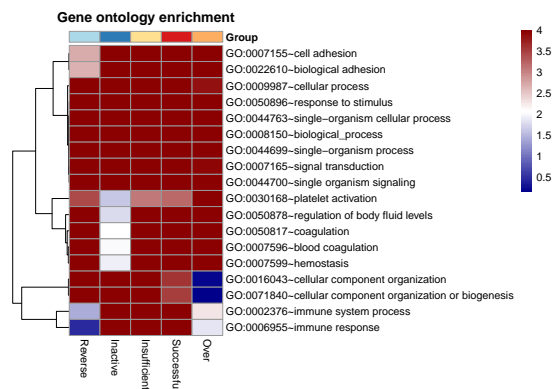 Gene ontology enrichment
Group
GO:0007155~cell adhesion
GO:0022610~biological adhesion
GO:0009987~cellular process
GO:0050896~response to stimulus
GO:0044763~single-organism cellular process
GO:0008150~biological_process
GO:0044699~single-organism process
GO:0007165~signal transduction
GO:0044700~single organism signaling
GO:0030168~platelet activation
GO:0050878~regulation of body fluid levels
GO:0050817~coagulation
GO:0007596~blood coagulation
GO:0007599~hemostasis
GO:0016043~cellular component organization
GO:0071840~cellular component organization or biogenesis
GO:0002376~immune system process
GO:0006955~immune response
Reverse
Inactive
Insufficient
Successfu
Over
4
3.5
3
2.5
2
1.5
1
0.5